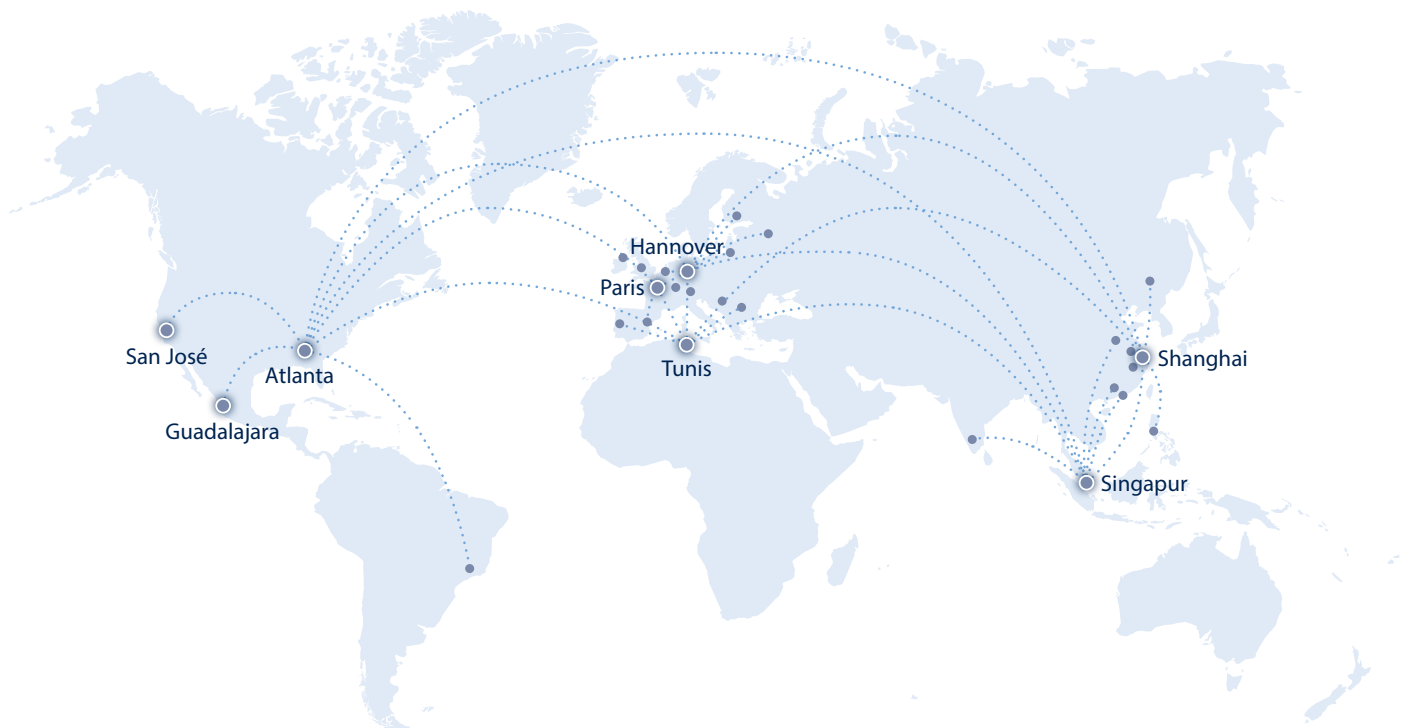 Hannover
Paris
San José
Atlanta
Tunis
Shanghai
Guadalajara
Singapur